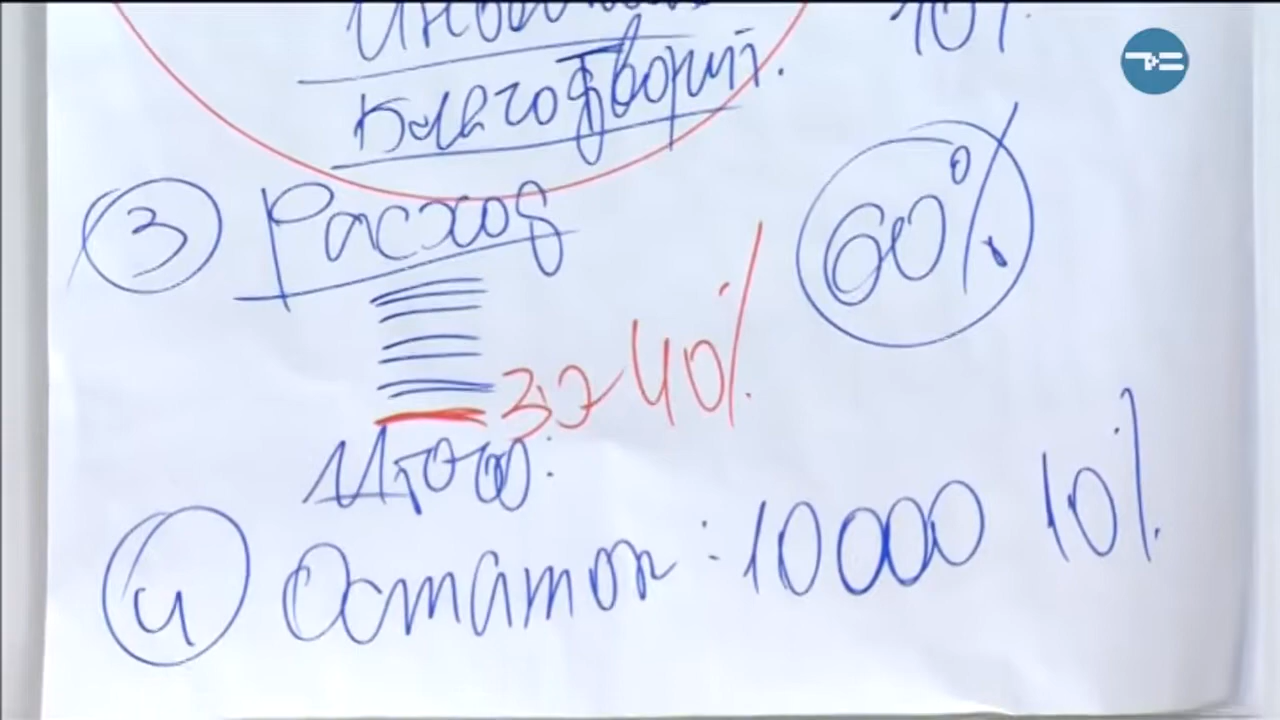 10%
Благотворит.
3 Расход 60%
30 40%
Итого:
4 Остаток : 10000 10%